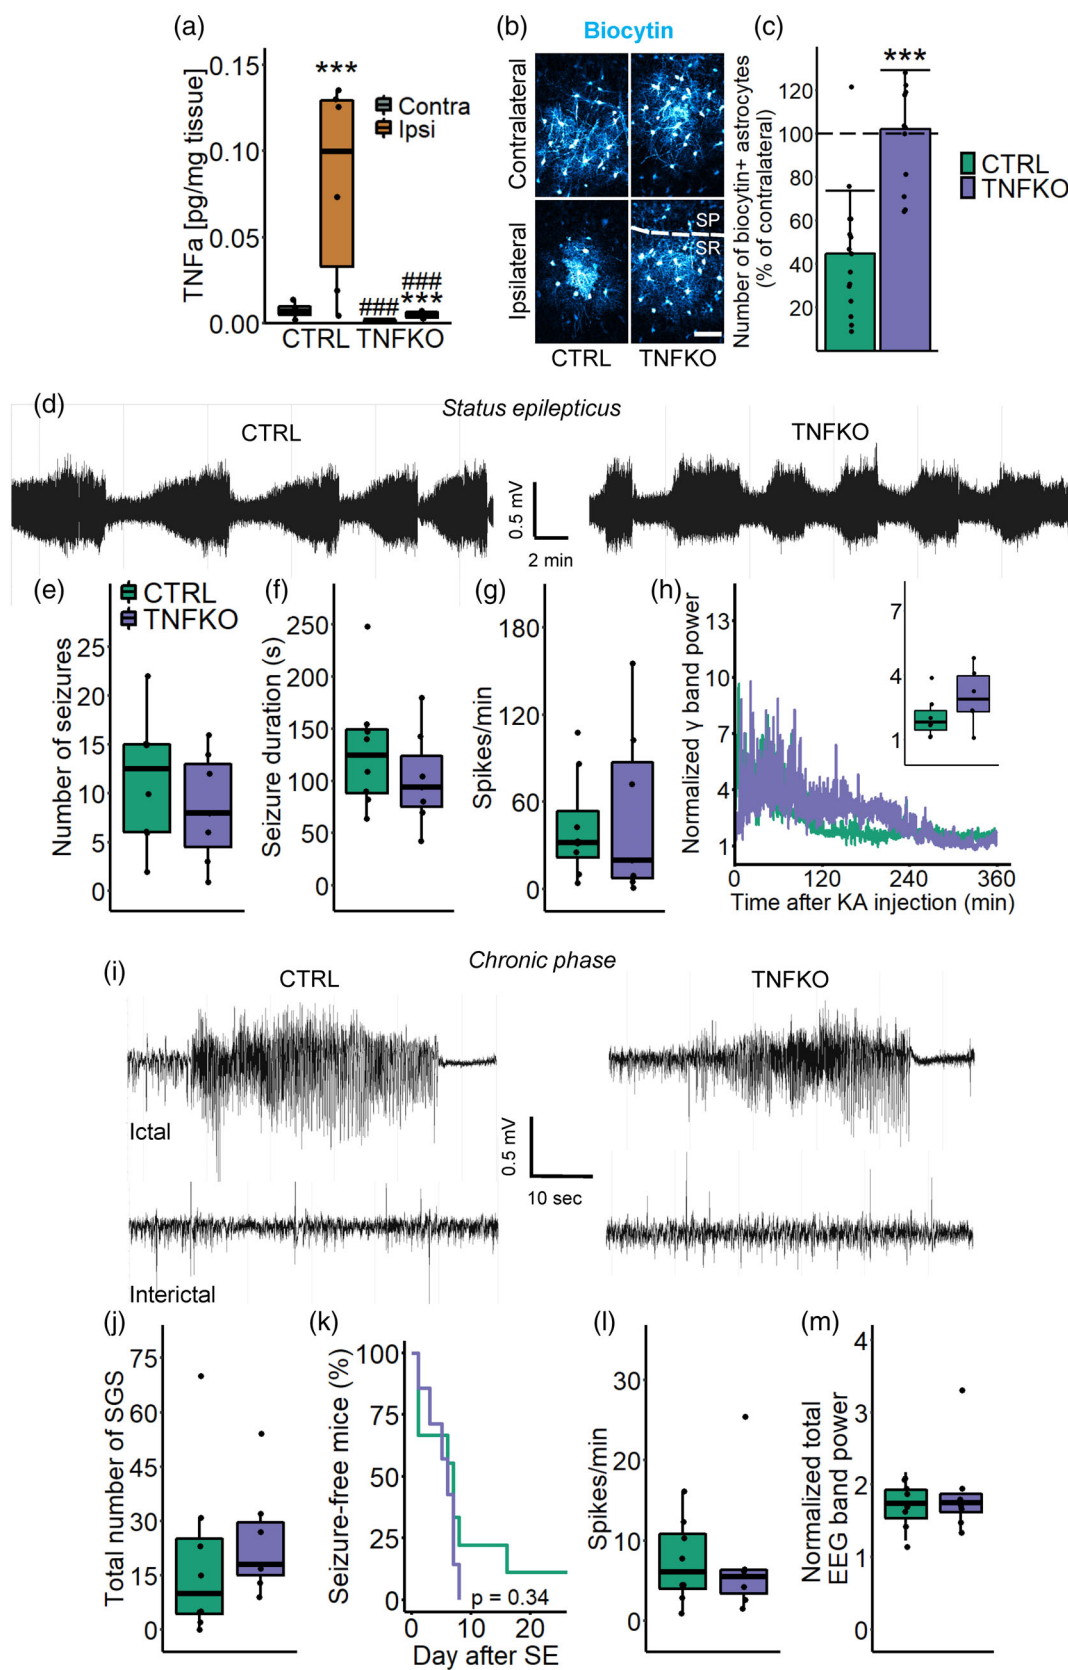 (a)
TNFa [pg/mg tissue]
0.15
0.10
0.05
0.00
***
Contra
Ipsi
###
###
***
CTRL TNFKO
(b)
Biocytin
Contralateral
Ipsilateral
SP
SR
CTRL TNFKO
(c)
Number of biocytin+ astrocytes
(% of contralateral)
120
100
80
60
40
20
***
CTRL
TNFKO
(d)
Status epilepticus
CTRL
TNFKO
0.5 mV
2 min
(e)
CTRL
TNFKO
Number of seizures
25
20
15
10
5
0
(f)
Seizure duration (s)
250
200
150
100
50
0
(g)
Spikes/min
180
120
60
0
(h)
Normalized γ band power
13
10
7
4
1
7
4
1
0 120 240 360
Time after KA injection (min)
(i)
Chronic phase
CTRL
TNFKO
Ictal
0.5 mV
10 sec
Interictal
(j)
Total number of SGS
75
60
45
30
15
0
(k)
Seizure-free mice (%)
100
75
50
25
0
p = 0.34
0 10 20
Day after SE
(l)
Spikes/min
30
20
10
0
(m)
Normalized total
EEG band power
4
3
2
1
0